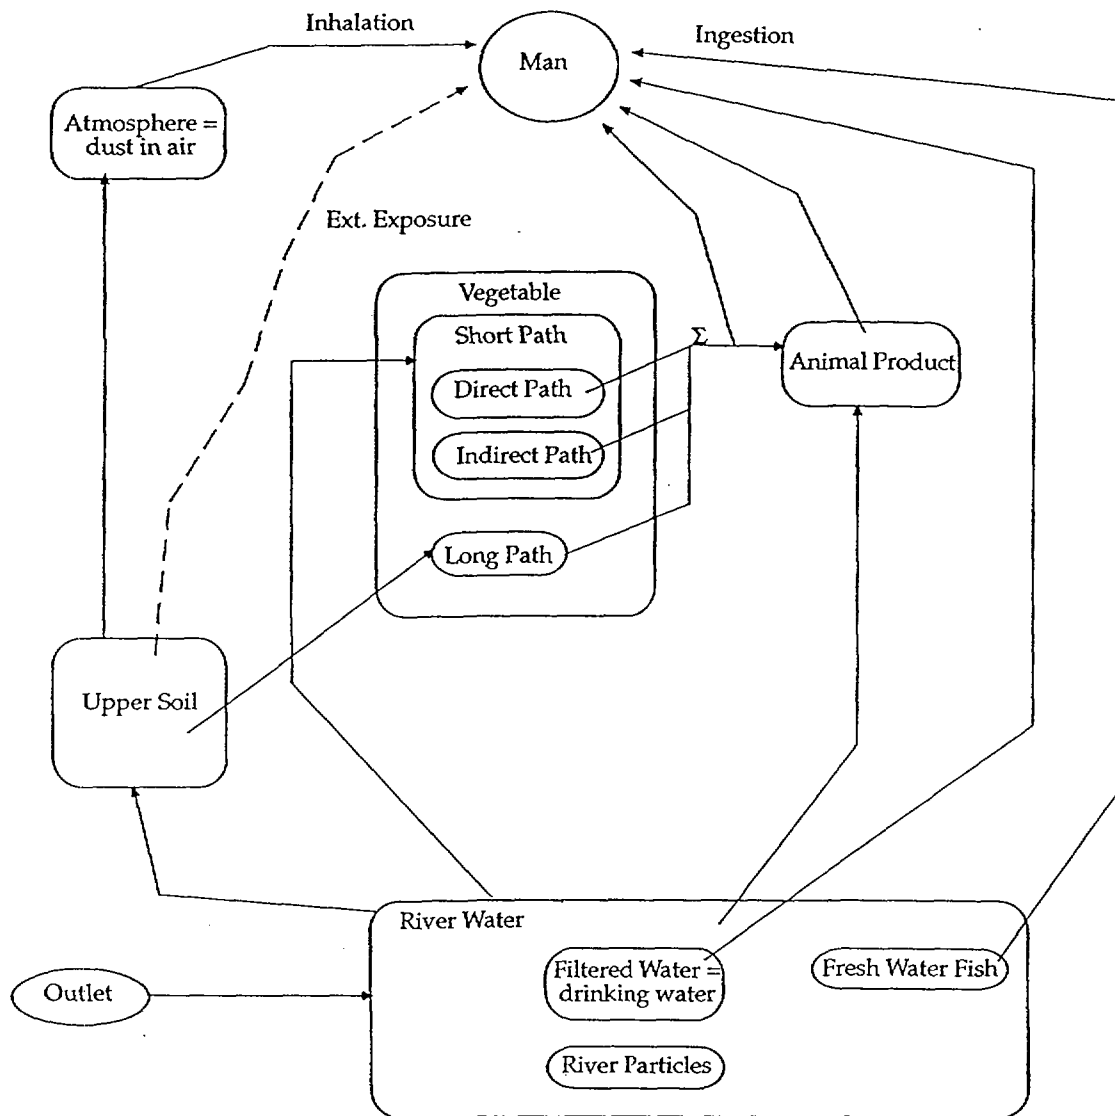 Inhalation
Man
Ingestion
Atmosphere =
dust in air
Ext. Exposure
Vegetable
Short Path
Σ
Direct Path
Animal Product
Indirect Path
Long Path
Upper Soil
River Water
Filtered Water =
drinking water
Fresh Water Fish
Outlet
River Particles